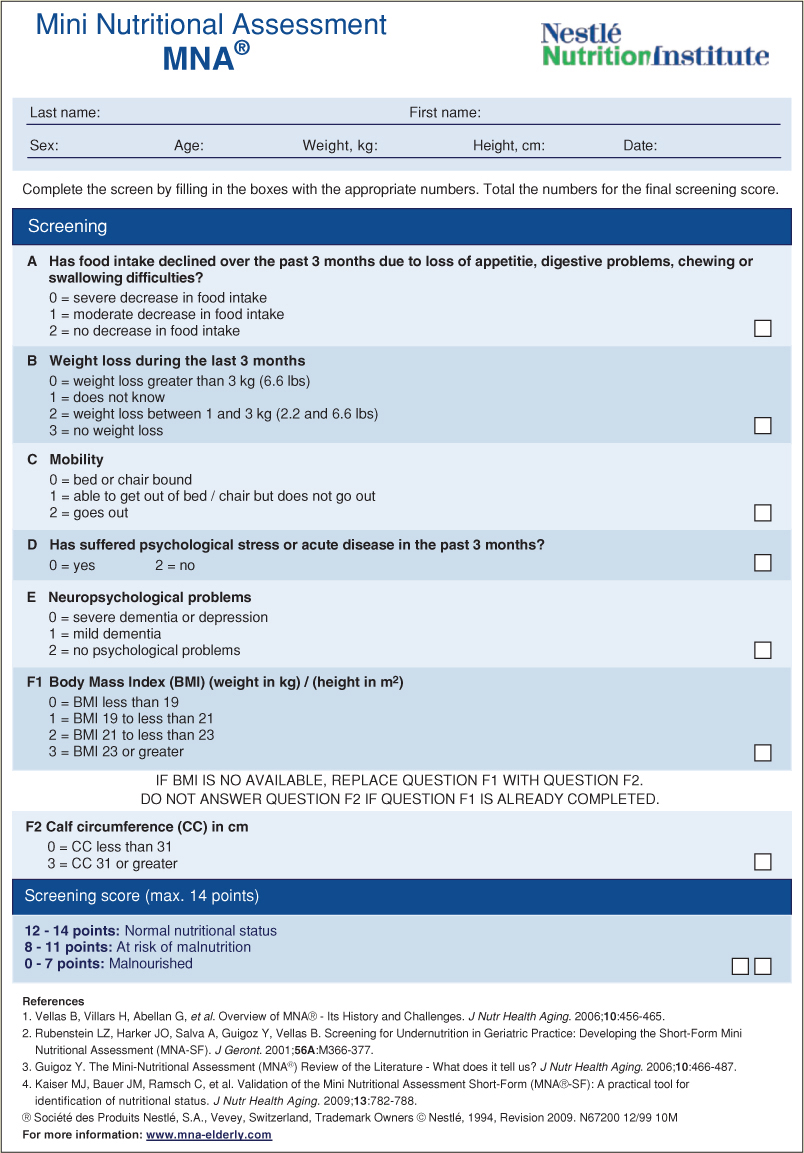 Mini Nutritional Assessment
MNA®
Nestlé
NutritionInstitute
Last name: First name:
Sex: Age: Weight, kg: Height, cm: Date:
Complete the screen by filling in the boxes with the appropriate numbers. Total the numbers for the final screening score.
Screening
A Has food intake declined over the past 3 months due to loss of appetitie, digestive problems, chewing or
swallowing difficulties?
0 = severe decrease in food intake
1 = moderate decrease in food intake
2 = no decrease in food intake
B Weight loss during the last 3 months
0 = weight loss greater than 3 kg (6.6 lbs)
1 = does not know
2 = weight loss between 1 and 3 kg (2.2 and 6.6 lbs)
3 = no weight loss
C Mobility
0 = bed or chair bound
1 = able to get out of bed / chair but does not go out
2 = goes out
D Has suffered psychological stress or acute disease in the past 3 months?
0 = yes 2 = no
E Neuropsychological problems
0 = severe dementia or depression
1 = mild dementia
2 = no psychological problems
F1 Body Mass Index (BMI) (weight in kg) / (height in m²)
0 = BMI less than 19
1 = BMI 19 to less than 21
2 = BMI 21 to less than 23
3 = BMI 23 or greater
IF BMI IS NO AVAILABLE, REPLACE QUESTION F1 WITH QUESTION F2.
DO NOT ANSWER QUESTION F2 IF QUESTION F1 IS ALREADY COMPLETED.
F2 Calf circumference (CC) in cm
0 = CC less than 31
3 = CC 31 or greater
Screening score (max. 14 points)
12 - 14 points: Normal nutritional status
8 - 11 points: At risk of malnutrition
0 - 7 points: Malnourished
References
1. Vellas B, Villars H, Abellan G, et al. Overview of MNA® - Its History and Challenges. J Nutr Health Aging. 2006;10:456-465.
2. Rubenstein LZ, Harker JO, Salva A, Guigoz Y, Vellas B. Screening for Undernutrition in Geriatric Practice: Developing the Short-Form Mini
Nutritional Assessment (MNA-SF). J Geront. 2001;56A:M366-377.
3. Guigoz Y. The Mini-Nutritional Assessment (MNA®) Review of the Literature - What does it tell us? J Nutr Health Aging. 2006;10:466-487.
4. Kaiser MJ, Bauer JM, Ramsch C, et al. Validation of the Mini Nutritional Assessment Short-Form (MNA®-SF): A practical tool for
identification of nutritional status. J Nutr Health Aging. 2009;13:782-788.
® Société des Produits Nestlé, S.A., Vevey, Switzerland, Trademark Owners © Nestlé, 1994, Revision 2009. N67200 12/99 10M
For more information: www.mna-elderly.com